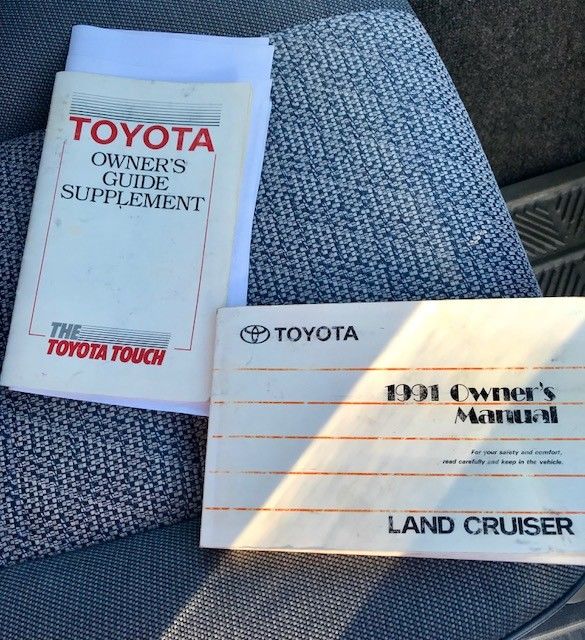 TOYOTA
OWNER'S
GUIDE
SUPPLEMENT
THE
TOYOTA TOUCH
TOYOTA
1991 Owner's
Manual
For your safety and comfort,
read carefully and keep in the vehicle.
LAND CRUISER